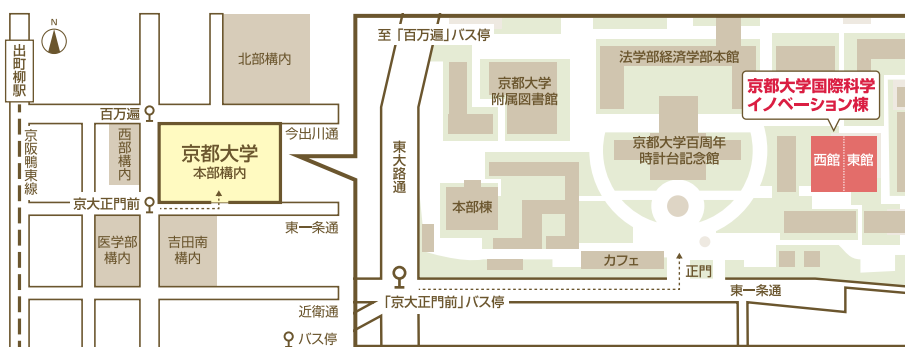 N
出町柳駅
京阪鴨東線
北部構内
百万遍
西部構内
今出川通
京都大学
本部構内
京大正門前
東一条通
医学部
構内
吉田南
構内
近衛通
バス停
至「百万遍」バス停
東大路通
京都大学
附属図書館
法学部経済学部本館
京都大学国際科学
イノベーション棟
京都大学百周年
時計台記念館
西館
東館
本部棟
カフェ
正門
「京大正門前」バス停
東一条通